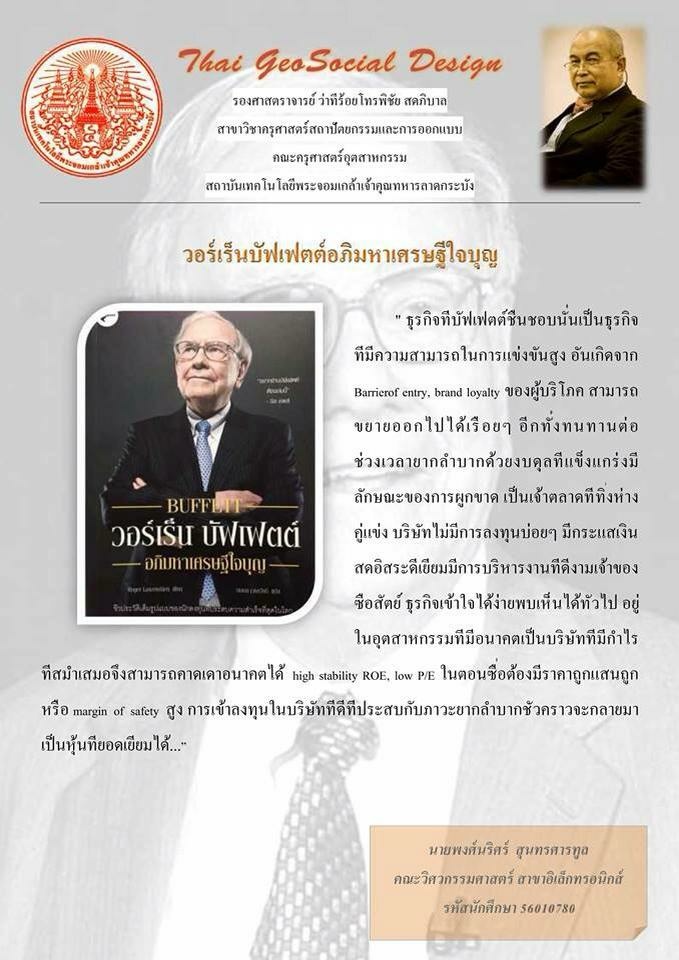 Thai GeoSocial Design
รองศาสตราจารย์ ว่าทีร้อยโทรพิชัย สดภิบาล
สาขาวิชาครุศาสตร์สถาปัตยกรรมและการออกแบบ
คณะครุศาสตร์อุตสาหกรรม
สถาบันเทคโนโลยีพระจอมเกล้าเจ้าคุณทหารลาดกระบัง
วอร์เร็นบัฟเฟตต์อภิมหาเศรษฐีใจบุญ
" ธุรกิจทีบัฟเฟตต์ชืนชอบนั่นเป็นธุรกิจ
ทีมีความสามารถในการแข่งขันสูง อันเกิดจาก
Barrierof entry, brand loyalty ของผู้บริโภค สามารถ
ขยายออกไปได้เรือยๆ อีกทั้งทนทานต่อ
ช่วงเวลายากลำบากด้วยงบดุลทีแข็งแกร่งมี
ลักษณะของการผูกขาด เป็นเจ้าตลาดทีทิ่งห่าง
คู่แข่ง บริษัทไม่มีการลงทุนบ่อยๆ มีกระแสเงิน
สดอิสระดีเยียมมีการบริหารงานทีดีงามเจ้าของ
ซือสัตย์ ธุรกิจเข้าใจได้ง่ายพบเห็นได้ทัวไป อยู่
ในอุตสาหกรรมทีมีอนาคตเป็นบริษัททีมีกำไร
ทีสมำเสมอจึงสามารถคาดเดาอนาคตได้ high stability ROE, low P/E ในตอนซื่อต้องมีราคาถูกแสนถูก
หรือ margin of safety สูง การเข้าลงทุนในบริษัททีดีทีประสบกับภาวะยากลำบากชัวคราวจะกลายมา
เป็นหุ้นทียอดเยียมได้...”
BUFFETT
วอร์เร็น บัฟเฟตต์
อภิมหาเศรษฐีใจบุญ
นายพงศ์นริศร์ สุนทรศารทูล
คณะวิศวกรรมศาสตร์ สาขาอิเล็กทรอนิกส์
รหัสนักศึกษา 56010780